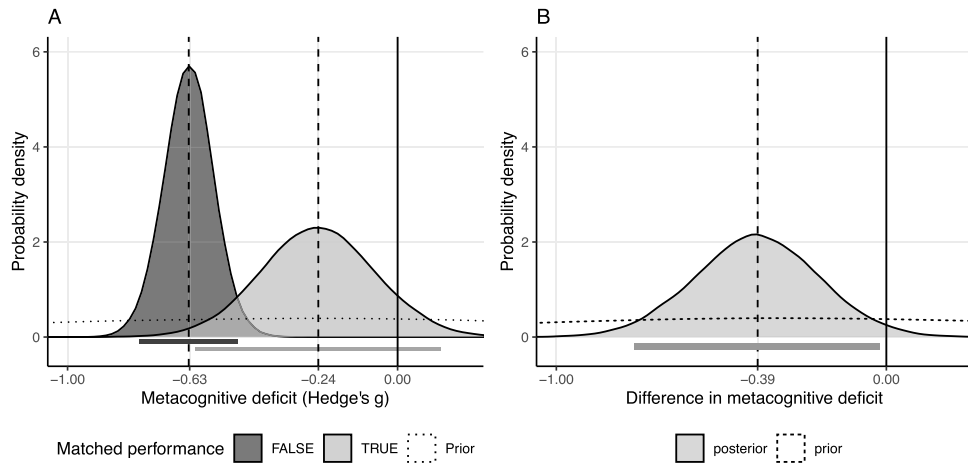 A
B
Probability density
6
4
2
0
−1.00
−0.63
−0.24
0.00
Metacognitive deficit (Hedge's g)
Matched performance
FALSE
TRUE
Prior
Probability density
6
4
2
0
−1.00
−0.39
0.00
Difference in metacognitive deficit
posterior
prior